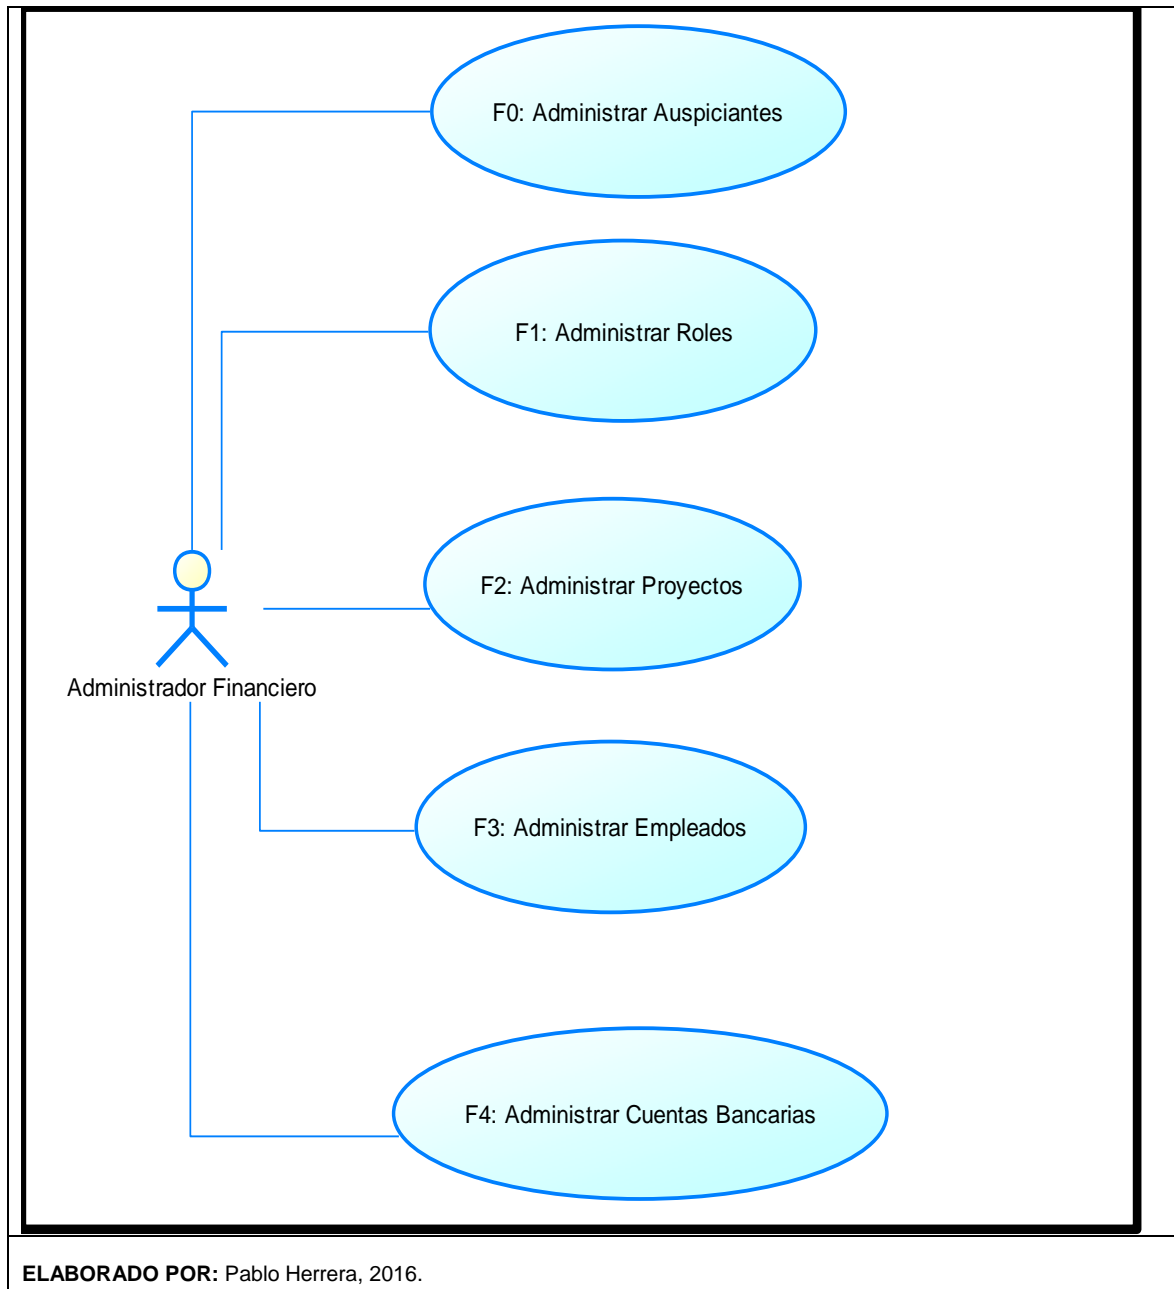 F0: Administrar Auspiciantes
F1: Administrar Roles
F2: Administrar Proyectos
Administrador Financiero
F3: Administrar Empleados
F4: Administrar Cuentas Bancarias
ELABORADO POR: Pablo Herrera, 2016.